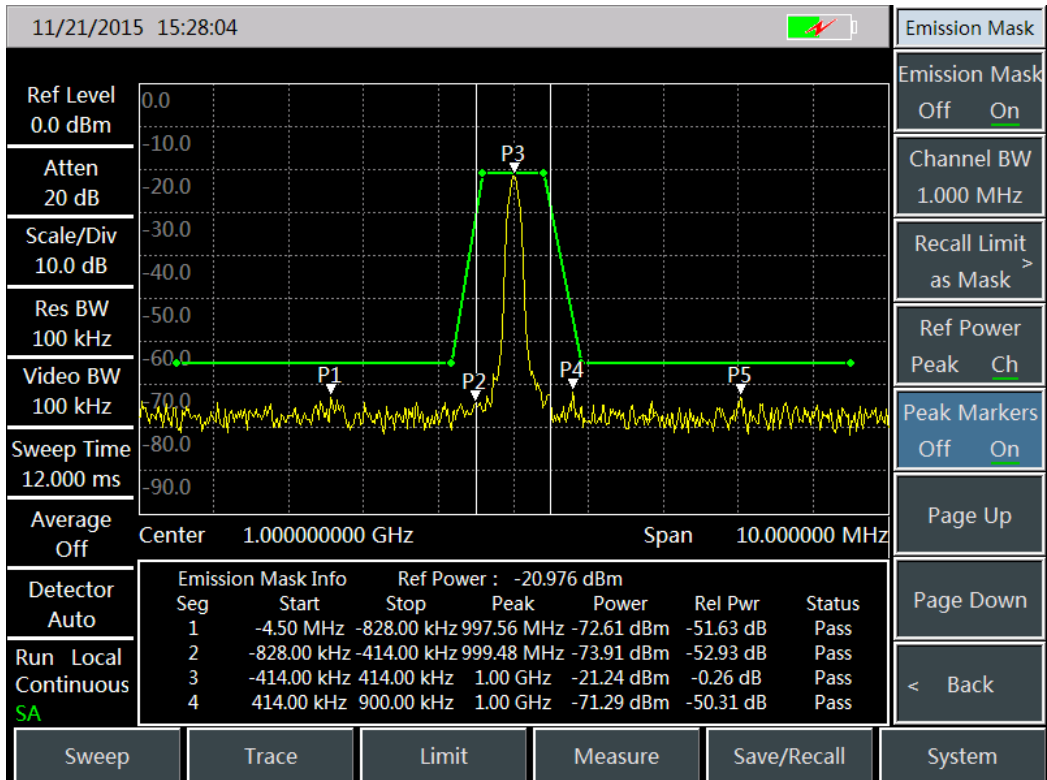 11/21/2015 15:28:04
Emission Mask
Ref Level
0.0 dBm
Atten
20 dB
Scale/Div
10.0 dB
Res BW
100 kHz
Video BW
100 kHz
Sweep Time
12.000 ms
Average
Off
Detector
Auto
Run Local
Continuous
SA
0.0
-10.0
-20.0
-30.0
-40.0
-50.0
-60.0
-70.0
-80.0
-90.0
P1
P2
P3
P4
P5
Center 1.0000000000 GHz Span 10.000000 MHz
Emission Mask Info Ref Power : -20.976 dBm
Seg Start Stop Peak Power Rel Pwr Status
1 -4.50 MHz -828.00 kHz 997.56 MHz -72.61 dBm -51.63 dB Pass
2 -828.00 kHz -414.00 kHz 999.48 MHz -73.91 dBm -52.93 dB Pass
3 -414.00 kHz 414.00 kHz 1.00 GHz -21.24 dBm -0.26 dB Pass
4 414.00 kHz 900.00 kHz 1.00 GHz -71.29 dBm -50.31 dB Pass
Emission Mask
Off On
Channel BW
1.000 MHz
Recall Limit
as Mask >
Ref Power
Peak Ch
Peak Markers
Off On
Page Up
Page Down
< Back
Sweep Trace Limit Measure Save/Recall System